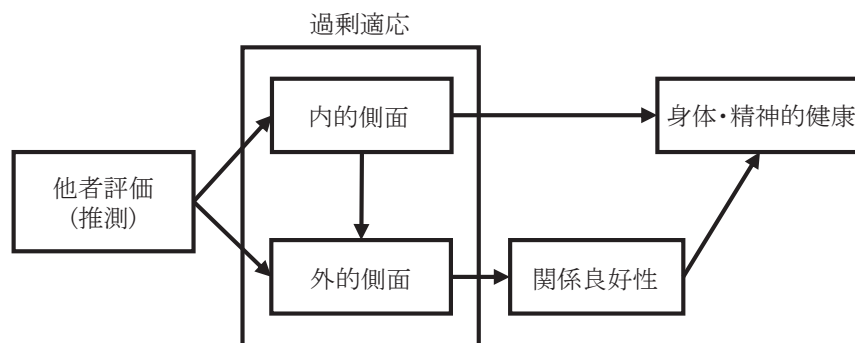 過剰適応
内的側面
身体・精神的健康
他者評価
(推測)
外的側面
関係良好性